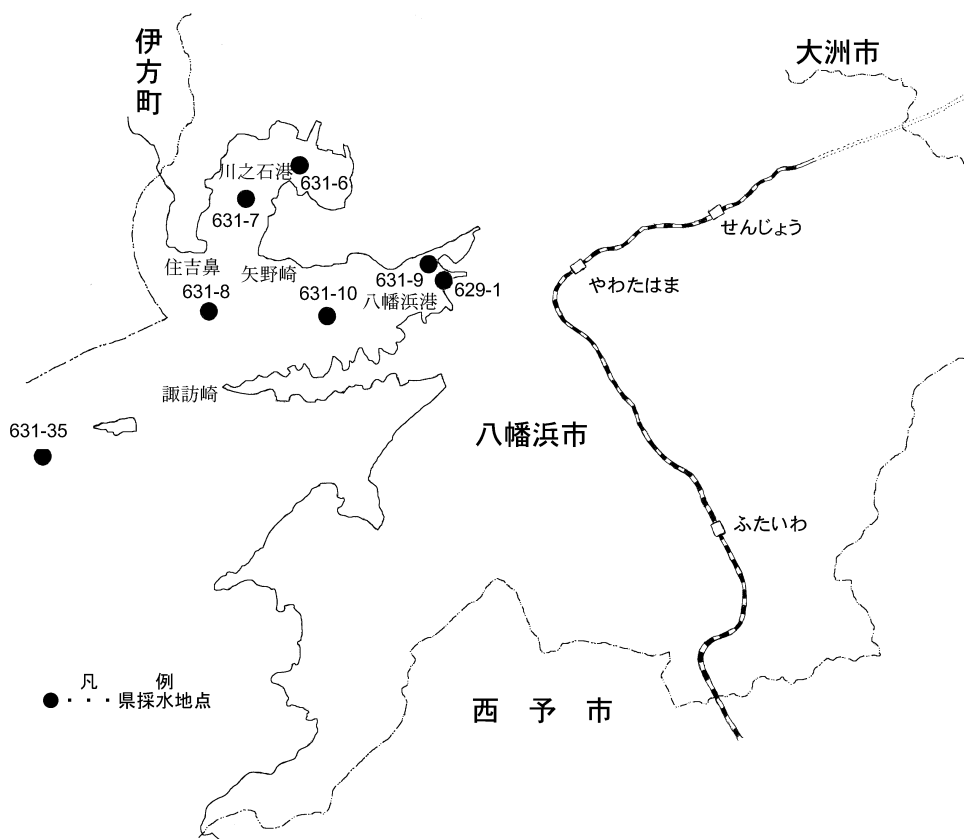 伊方町
大洲市
川之石港
631-6
631-7
せんじょう
住吉鼻
矢野崎
631-9
やわたはま
631-8
631-10
八幡浜港
629-1
諏訪崎
631-35
八幡浜市
ふたいわ
凡 例
●・・・県採水地点
西予市